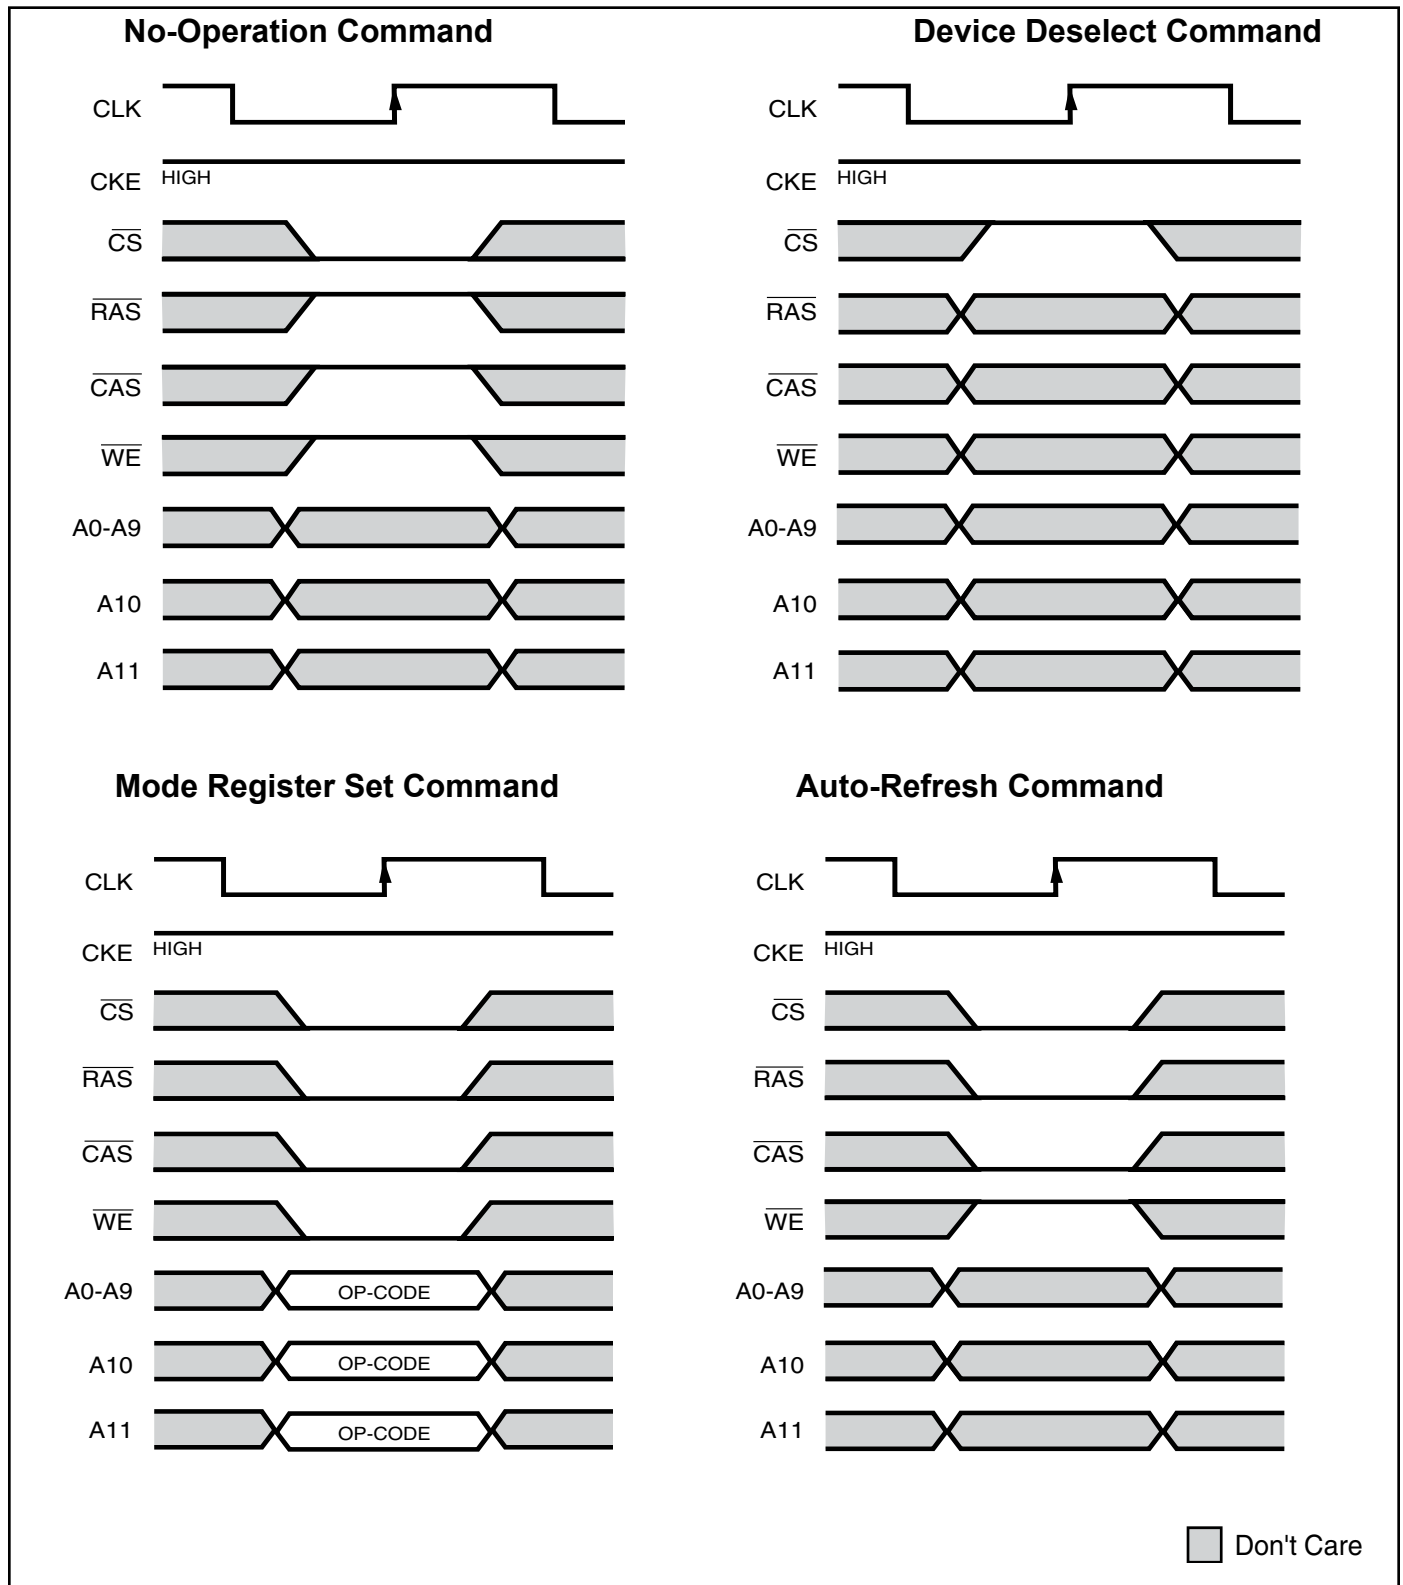 No-Operation Command
CLK
CKE HIGH
CS
RAS
CAS
WE
A0-A9
A10
A11
Device Deselect Command
CLK
CKE HIGH
CS
RAS
CAS
WE
A0-A9
A10
A11
Mode Register Set Command
CLK
CKE HIGH
CS
RAS
CAS
WE
A0-A9 OP-CODE
A10 OP-CODE
A11 OP-CODE
Auto-Refresh Command
CLK
CKE HIGH
CS
RAS
CAS
WE
A0-A9
A10
A11
Don't Care